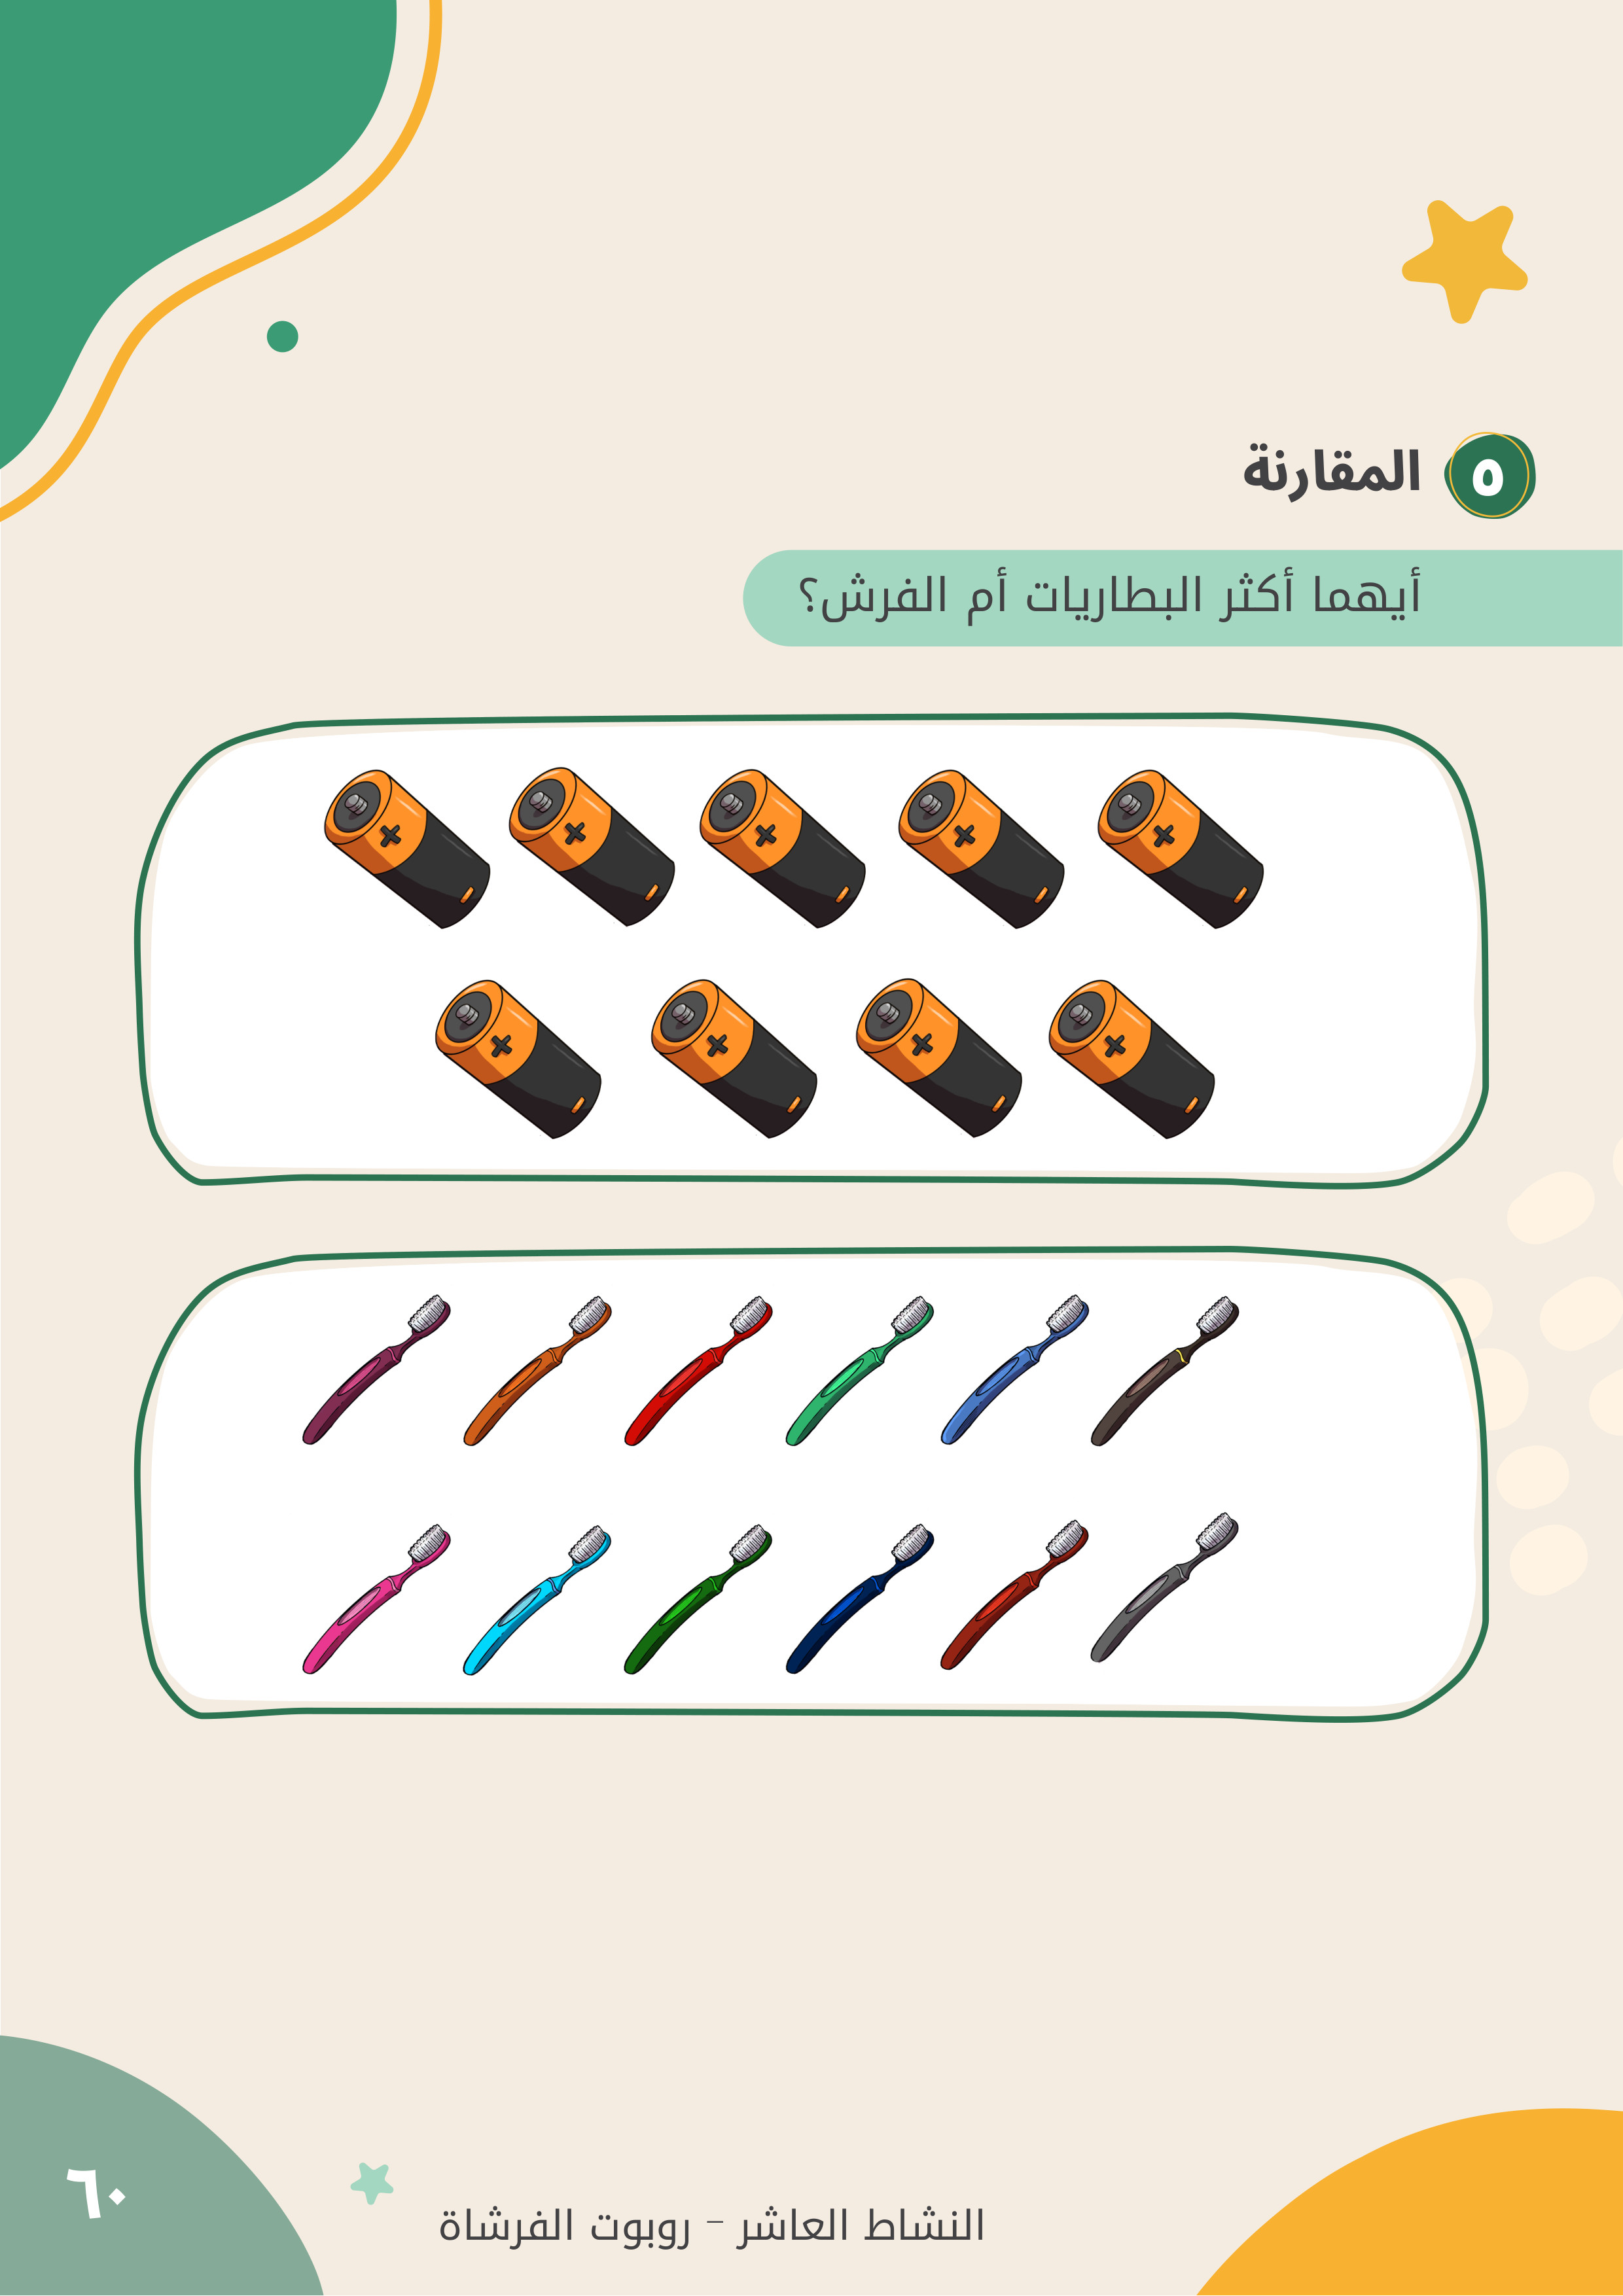 ٥ المقارنة
أيهما أكثر البطاريات أم الفرش؟
النشاط العاشر – روبوت الفرشاة
٦٠